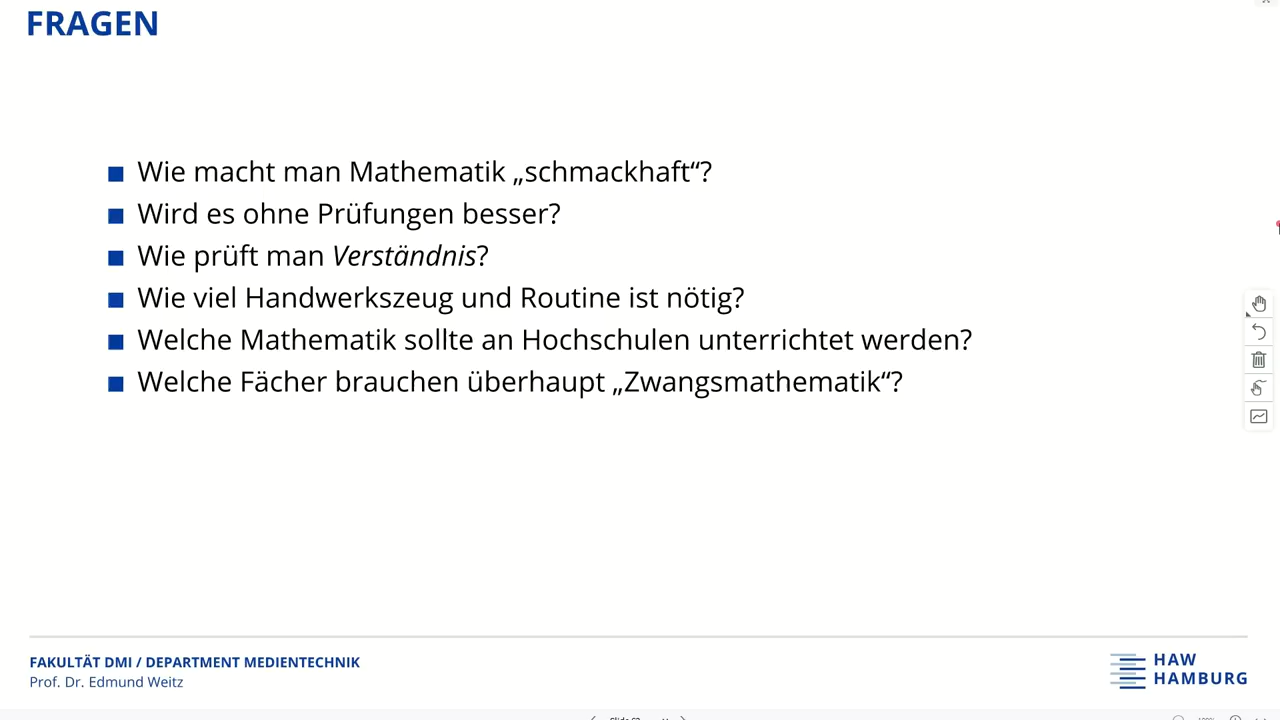 FRAGEN
Wie macht man Mathematik „schmackhaft“?
Wird es ohne Prüfungen besser?
Wie prüft man Verständnis?
Wie viel Handwerkszeug und Routine ist nötig?
Welche Mathematik sollte an Hochschulen unterrichtet werden?
Welche Fächer brauchen überhaupt „Zwangsmathematik“?
FAKULTÄT DMI / DEPARTMENT MEDIENTECHNIK
Prof. Dr. Edmund Weitz
HAW
HAMBURG